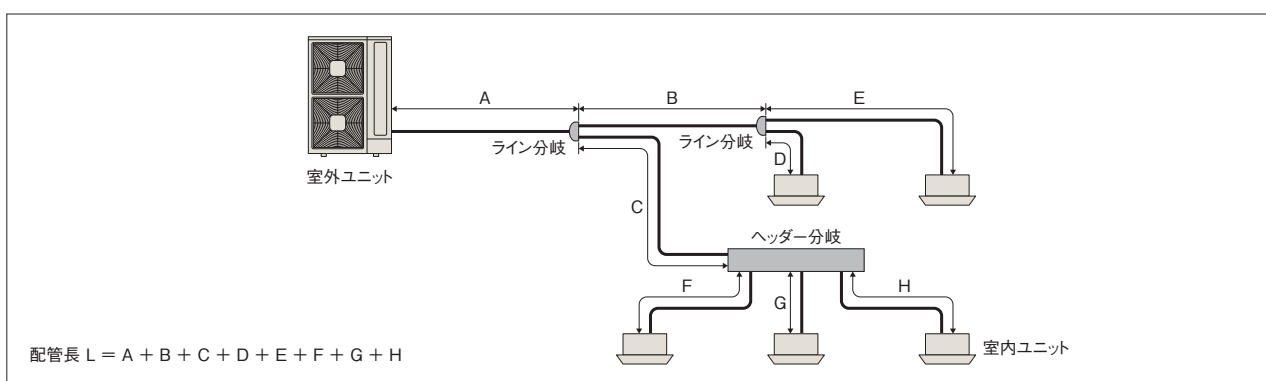 A
B
E
ライン分岐
ライン分岐
D
室外ユニット
C
ヘッダー分岐
F
G
H
室内ユニット
配管長 L = A + B + C + D + E + F + G + H